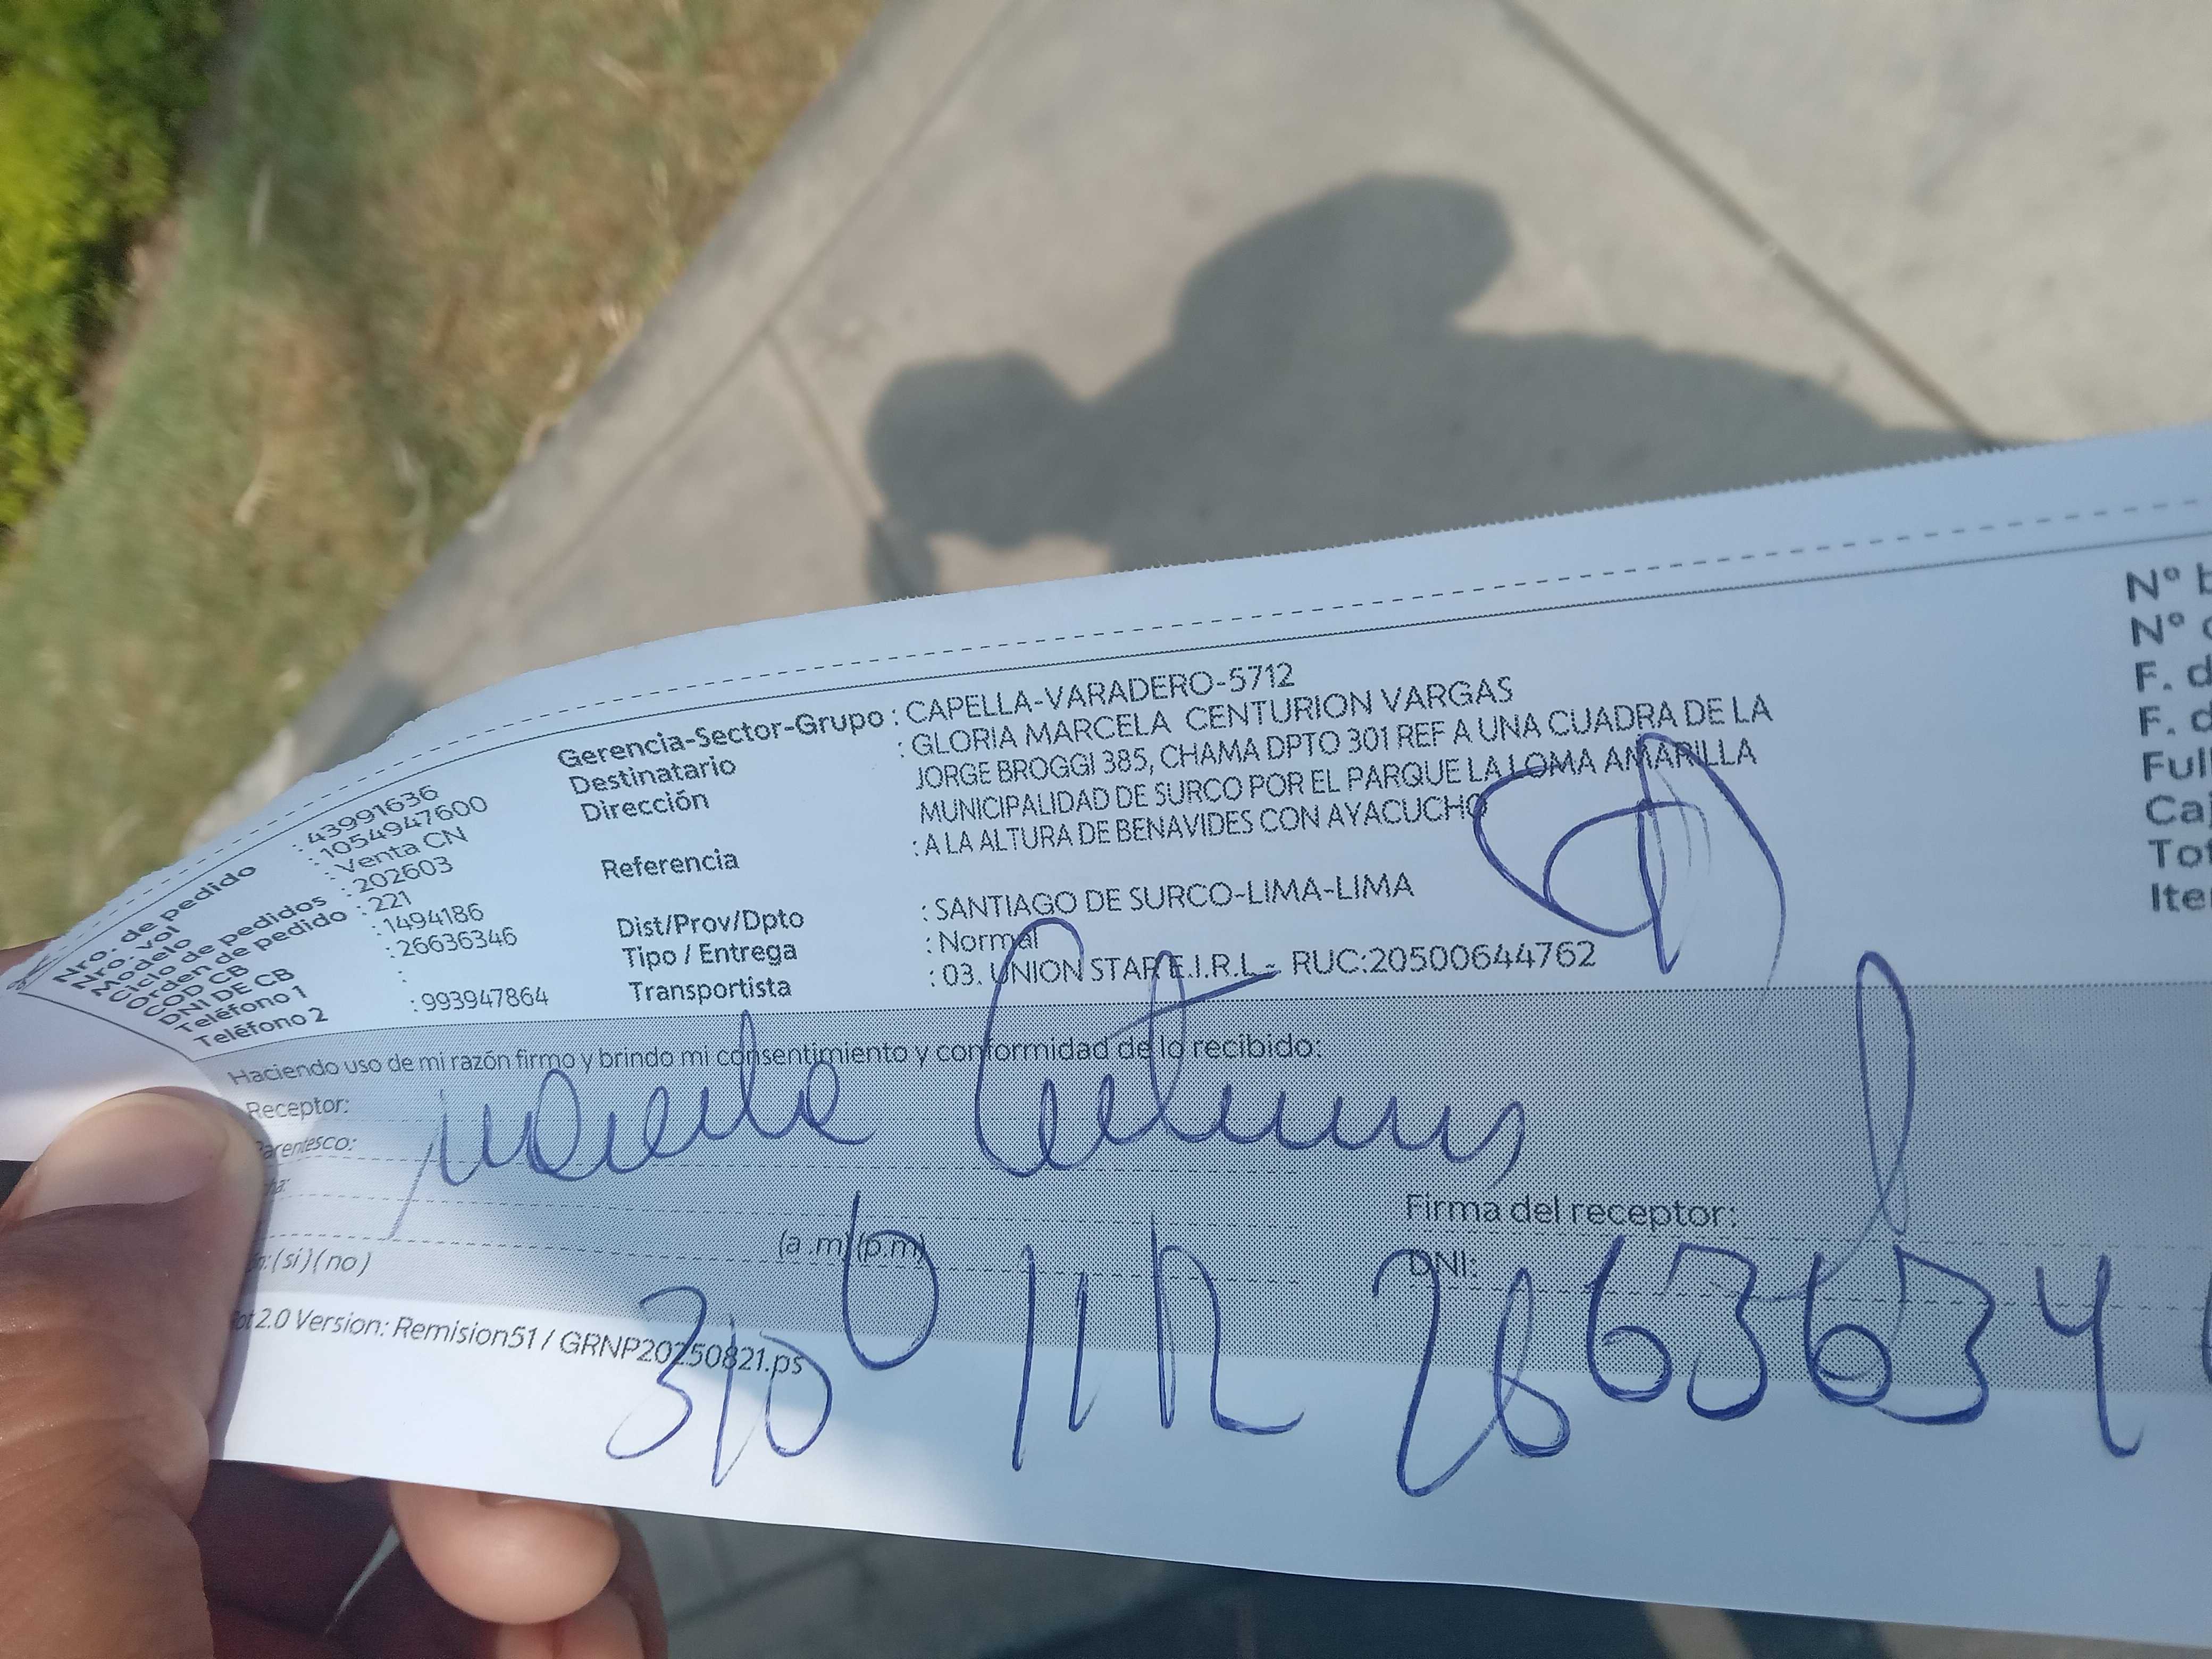 Nro. de pedido : 43991636
Nro. vol : 1054947600
Modelo : Venta CN
Ciclo de pedidos : 202603
Orden de pedido : 221
COD CB : 1494186
DNI DE CB : 26636346
Teléfono 1 :
Teléfono 2 : 993947864
Gerencia-Sector-Grupo : CAPELLA-VARADERO-5712
Destinatario : GLORIA MARCELA CENTURION VARGAS
Dirección JORGE BROGGI 385, CHAMA DPTO 301 REF A UNA CUADRA DE LA
MUNICIPALIDAD DE SURCO POR EL PARQUE LA LOMA AMARILLA
Referencia : A LA ALTURA DE BENAVIDES CON AYACUCHO
Dist/Prov/Dpto : SANTIAGO DE SURCO-LIMA-LIMA
Tipo / Entrega : Normal
Transportista : 03. UNION STAR E.I.R.L - RUC:20500644762
Nº
Nº
F. d
F. d
Full
Caj
Tot
Ite
Haciendo uso de mi razón firmo y brindo mi consentimiento y conformidad de lo recibido:
Receptor: Marcela
Parentesco:
Firma del receptor:
(a.m)(p.m)
(si) (no)
DNI: 2663634
2.0 Version: Remision51 / GRNP20250821.ps